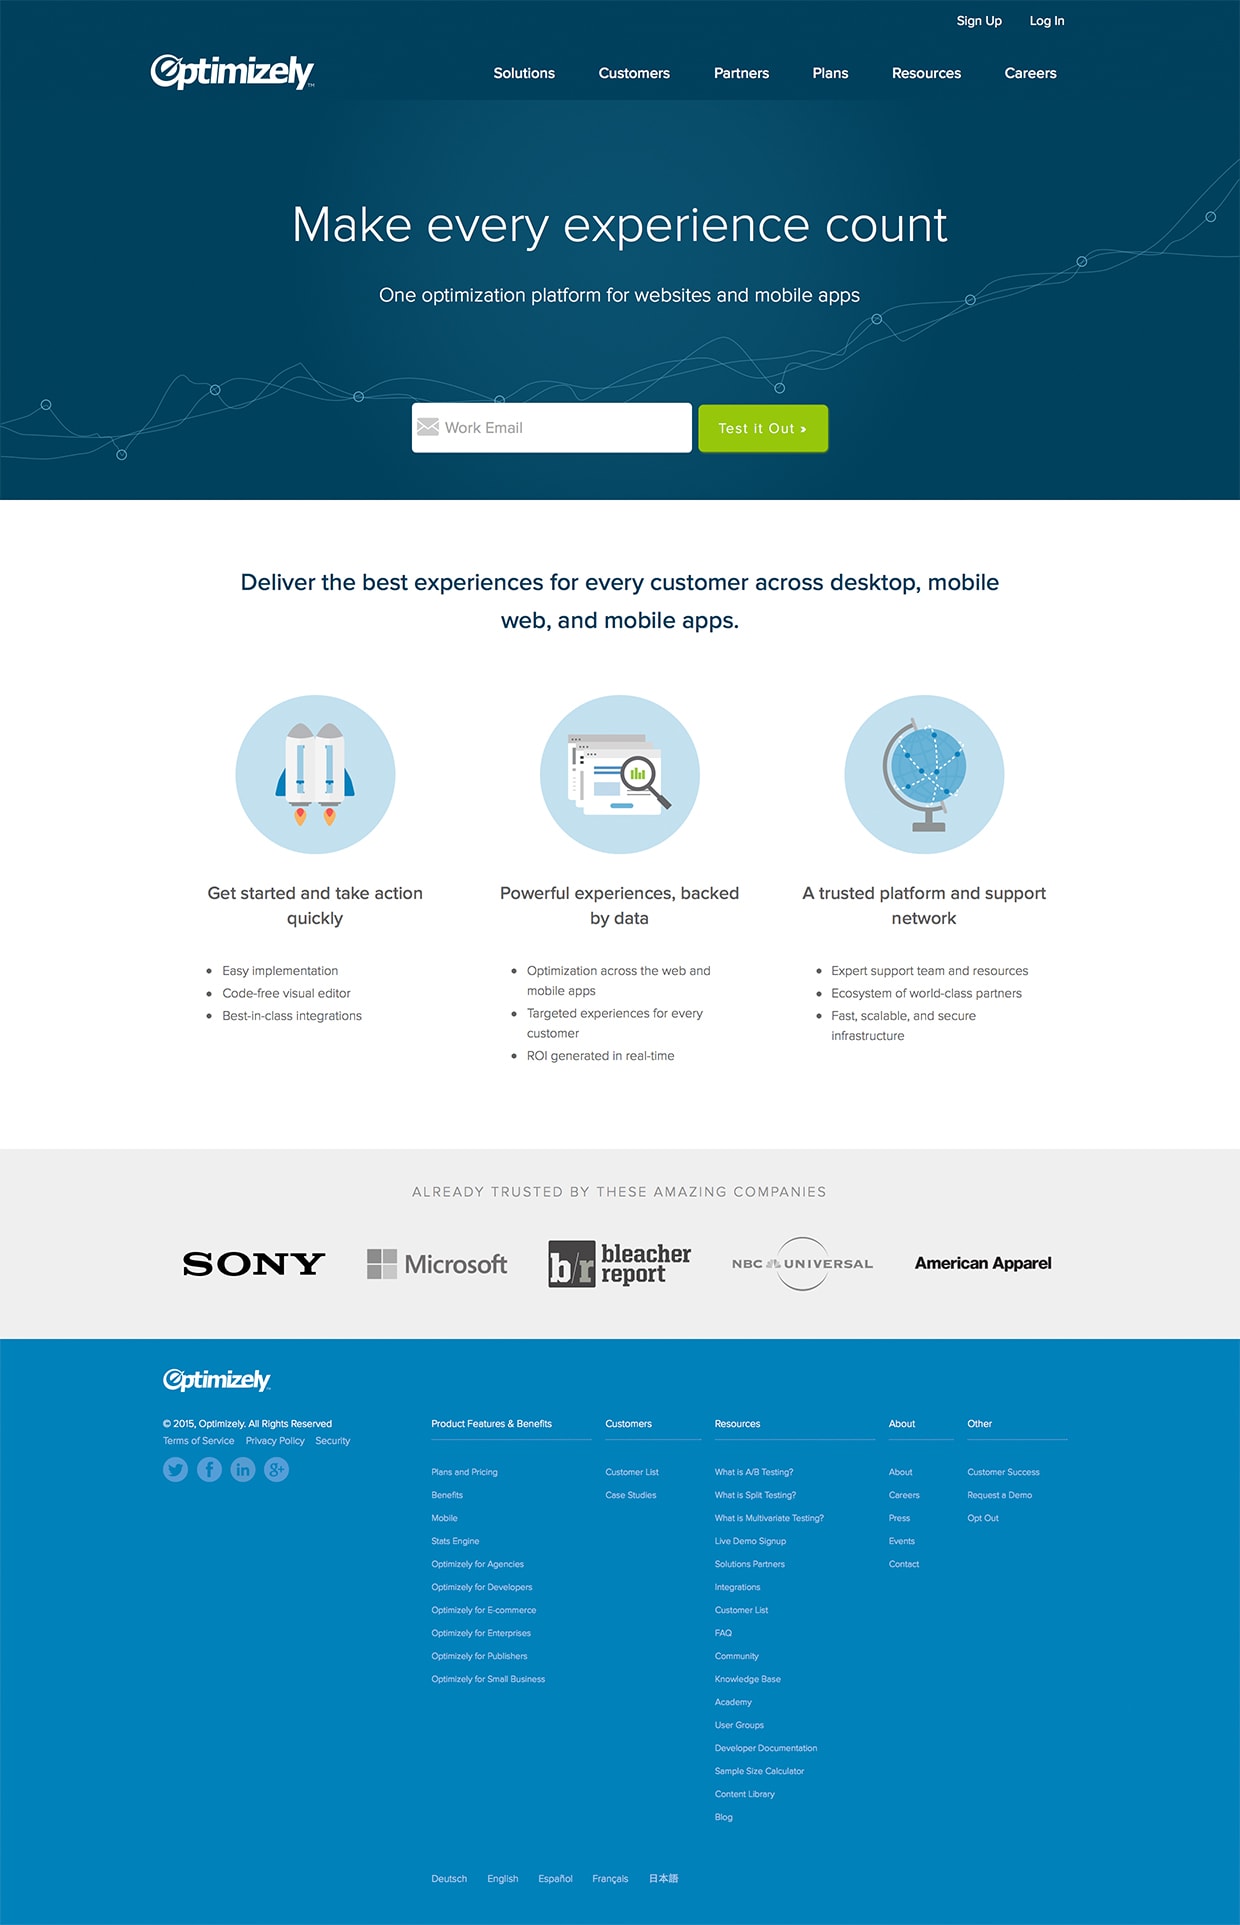 Sign Up Log In
Optimizely™
Solutions Customers Partners Plans Resources Careers
Make every experience count
One optimization platform for websites and mobile apps
Work Email
Test it Out »
Deliver the best experiences for every customer across desktop, mobile
web, and mobile apps.
Get started and take action
quickly
• Easy implementation
• Code-free visual editor
• Best-in-class integrations
Powerful experiences, backed
by data
• Optimization across the web and
mobile apps
• Targeted experiences for every
customer
• ROI generated in real-time
A trusted platform and support
network
• Expert support team and resources
• Ecosystem of world-class partners
• Fast, scalable, and secure
infrastructure
ALREADY TRUSTED BY THESE AMAZING COMPANIES
SONY
Microsoft
b/r bleacher
report
NBC UNIVERSAL
American Apparel
Optimizely
© 2015, Optimizely. All Rights Reserved
Terms of Service Privacy Policy Security
Product Features & Benefits
Plans and Pricing
Benefits
Mobile
Stats Engine
Optimizely for Agencies
Optimizely for Developers
Optimizely for E-commerce
Optimizely for Enterprises
Optimizely for Publishers
Optimizely for Small Business
Customers
Customer List
Case Studies
Resources
What is A/B Testing?
What is Split Testing?
What is Multivariate Testing?
Live Demo Signup
Solutions Partners
Integrations
Customer List
FAQ
Community
Knowledge Base
Academy
User Groups
Developer Documentation
Sample Size Calculator
Content Library
Blog
About
About
Careers
Press
Events
Contact
Other
Customer Success
Request a Demo
Opt Out
Deutsch English Español Français 日本語